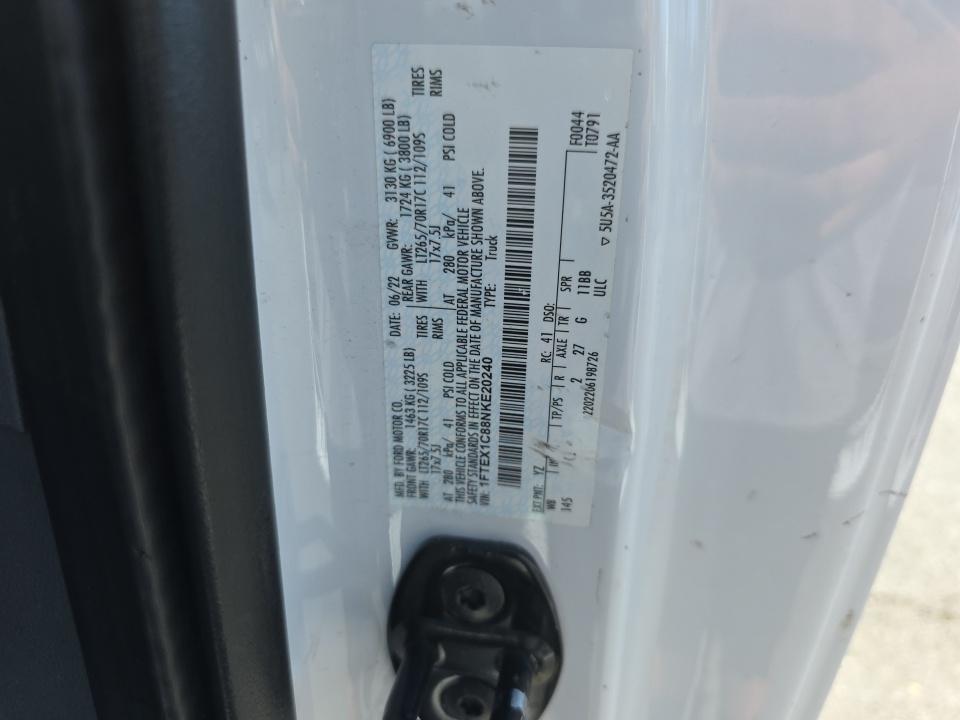 MFD. BY FORD MOTOR CO. DATE: 06/22 GVWR: 3130 KG ( 6900 LB)
FRONT GAWR: 1463 KG ( 3225 LB) REAR GAWR: 1724 KG ( 3800 LB)
WITH LT265/70R17C 112/109S TIRES WITH LT265/70R17C 112/109S TIRES
17x7.5J RIMS 17x7.5J RIMS
AT 280 kPa/ 41 PSI COLD AT 280 kPa/ 41 PSI COLD
THIS VEHICLE CONFORMS TO ALL APPLICABLE FEDERAL MOTOR VEHICLE
SAFETY STANDARDS IN EFFECT ON THE DATE OF MANUFACTURE SHOWN ABOVE.
VIN: 1FTEX1C88NKE20240 TYPE: Truck
EXT PNT: YZ RC: 41 DSO: F0044
WB TP/PS R AXLE TR SPR T0791
145 2 27 G 11BB
2202206198726 ULC ▽ 5U5A-3520472-AA